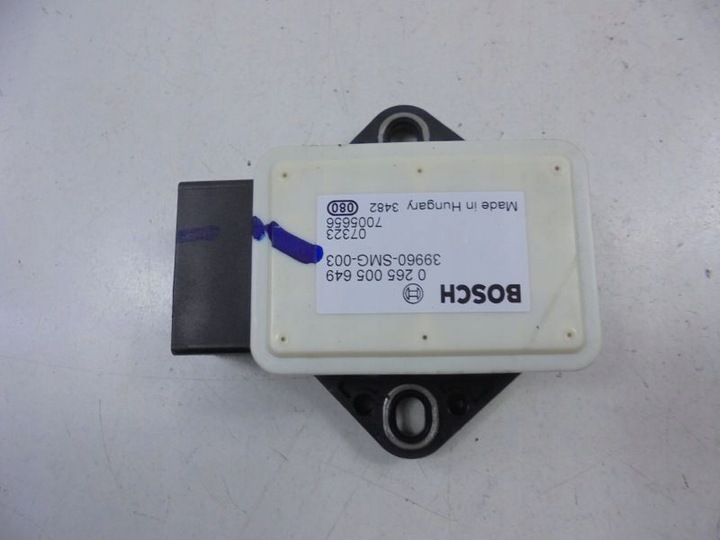 BOSCH
0 265 005 649
39960-SMG-003
07323
7005656
Made in Hungary 3482
080